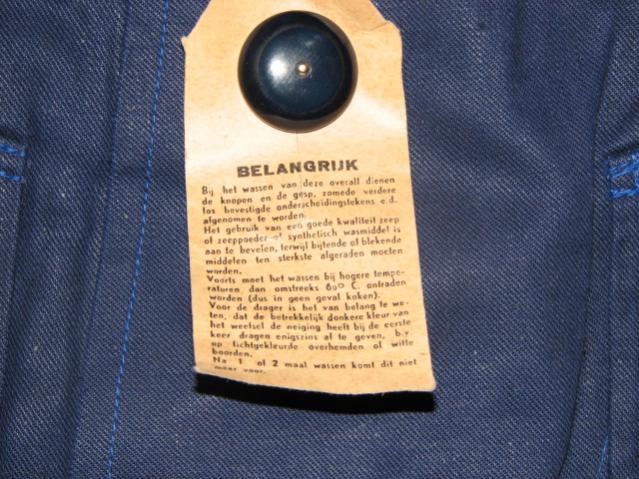 BELANGRIJK
Bij het wassen van deze overall dienen
de knopen en de gesp, zomede verdere
los bevestigde onderscheidingstekens e.d.
afgenomen te worden.
Het gebruik van een goede kwaliteit zeep
of zeeppoeder of synthetisch wasmiddel is
aan te bevelen, terwijl bijtende of blekende
middelen ten sterkste afgeraden moeten
worden.
Voorts moet het wassen bij hogere tempe-
raturen dan omstreeks 60° C. ontraden
worden (dus in geen geval koken).
Voor de drager is het van belang te we-
ten, dat de betrekkelijk donkere kleur van
het weefsel de neiging heeft bij de eerste
keer dragen enigszins af te geven, b.v.
op lichtgekleurde overhemden of witte
boorden.
Na 1 of 2 maal wassen komt dit niet
meer voor.